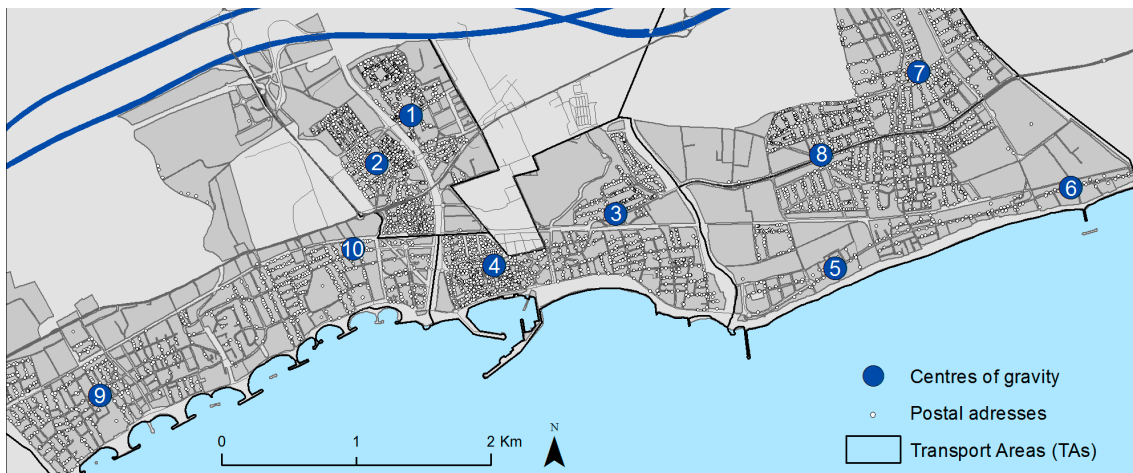 7
1
8
2
6
3
10
4
5
9
Centres of gravity
Postal adresses
Transport Areas (TAs)
N
0 1 2 Km